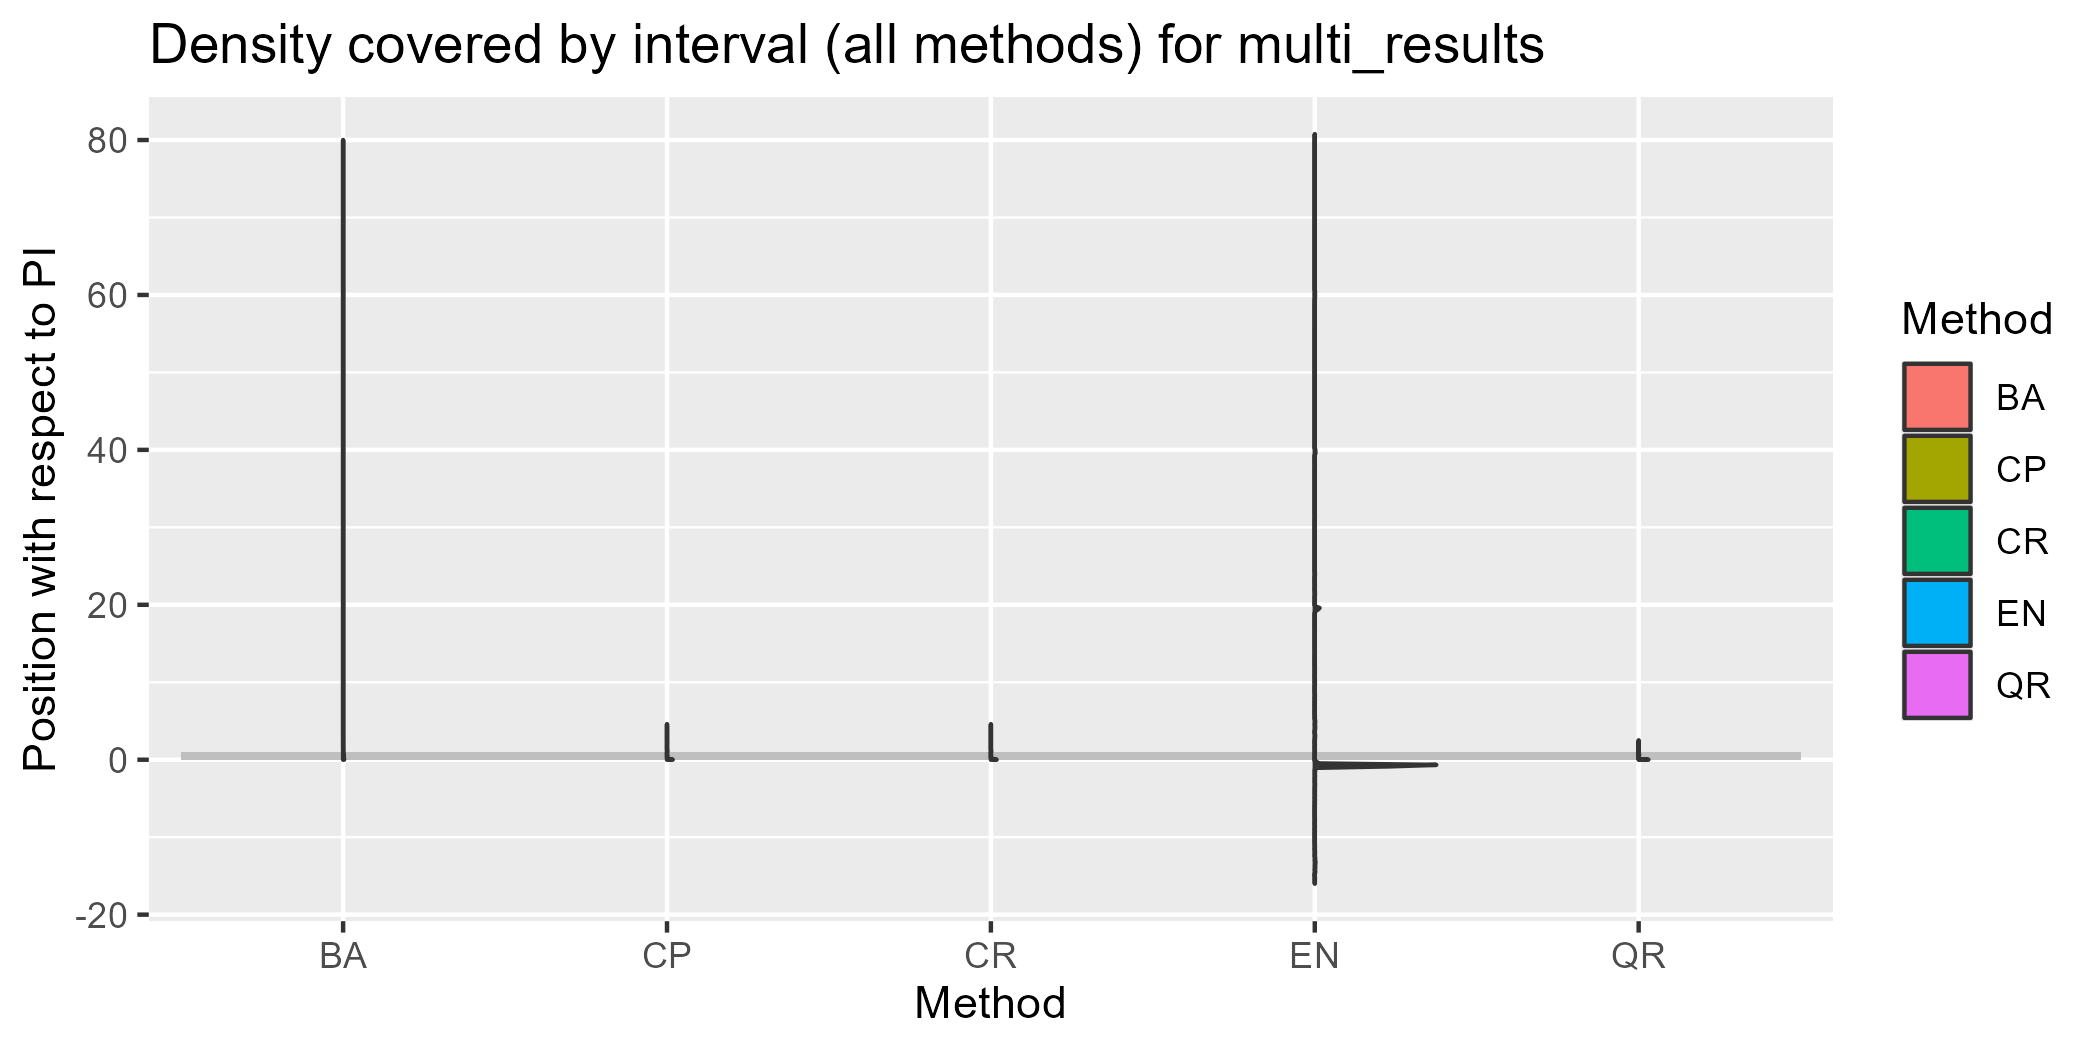 Density covered by interval (all methods) for multi_results
Position with respect to PI
80
60
40
20
0
-20
BA CP CR EN QR
Method
Method
BA
CP
CR
EN
QR